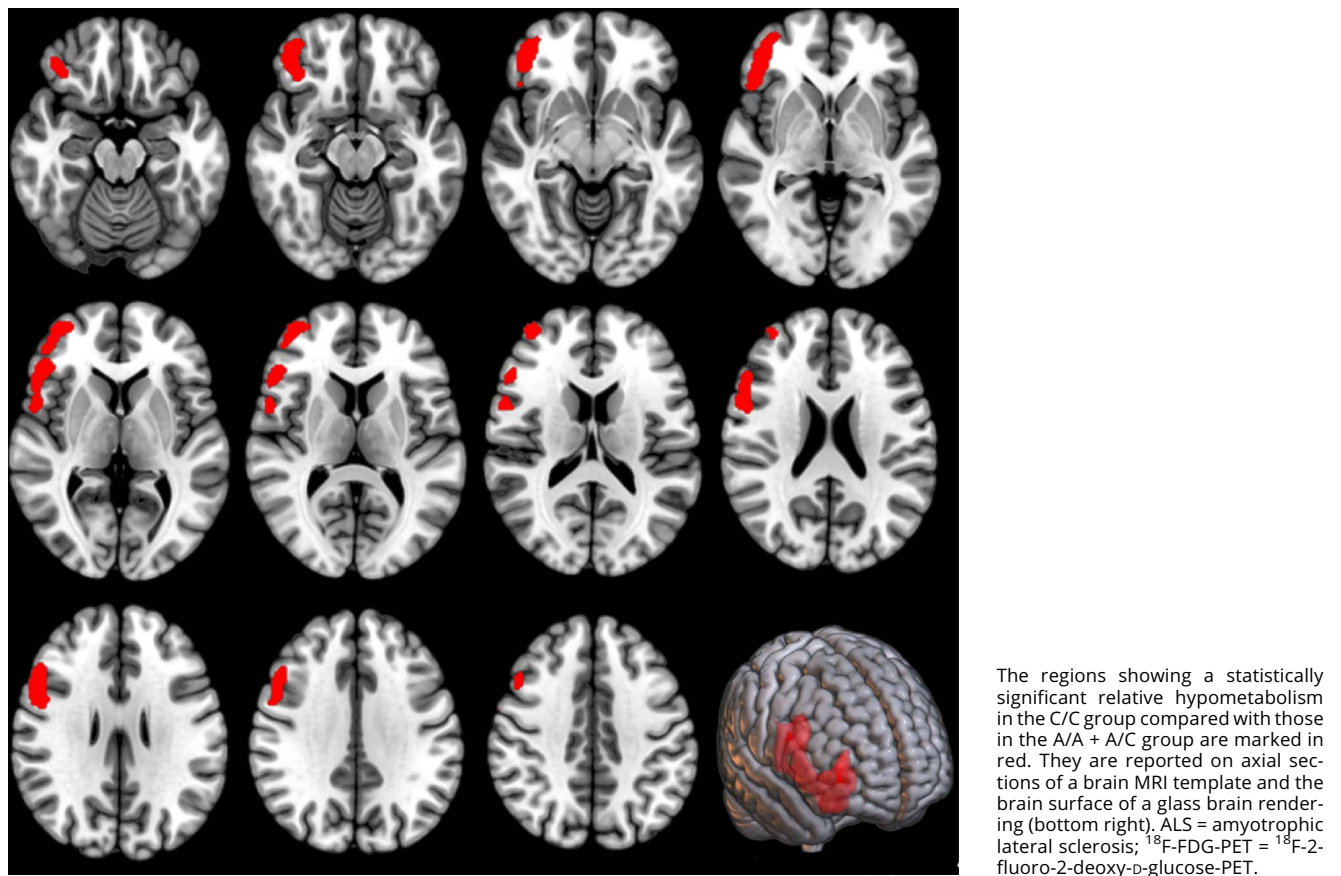 The regions showing a statistically
significant relative hypometabolism
in the C/C group compared with those
in the A/A + A/C group are marked in
red. They are reported on axial sec-
tions of a brain MRI template and the
brain surface of a glass brain render-
ing (bottom right). ALS = amyotrophic
lateral sclerosis; ¹⁸F-FDG-PET = ¹⁸F-2-
fluoro-2-deoxy-ᴅ-glucose-PET.